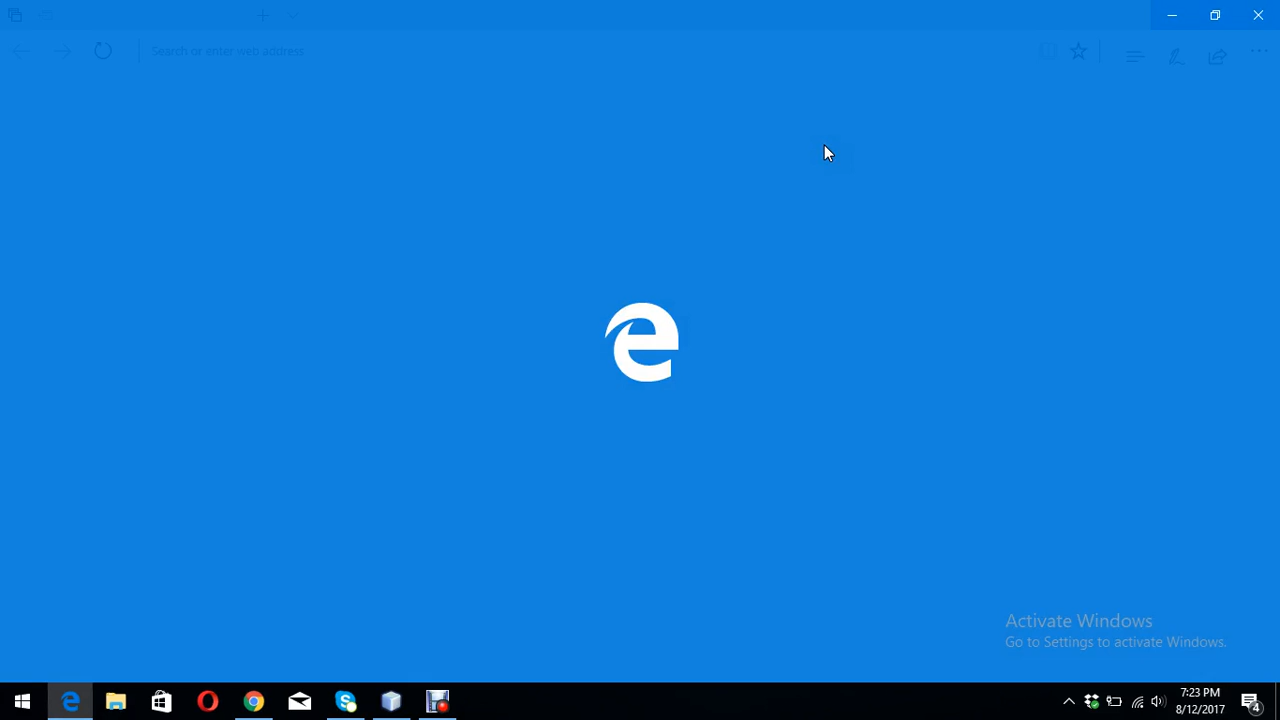 Search or enter web address
Activate Windows
Go to Settings to activate Windows.
7:23 PM
8/12/2017
4